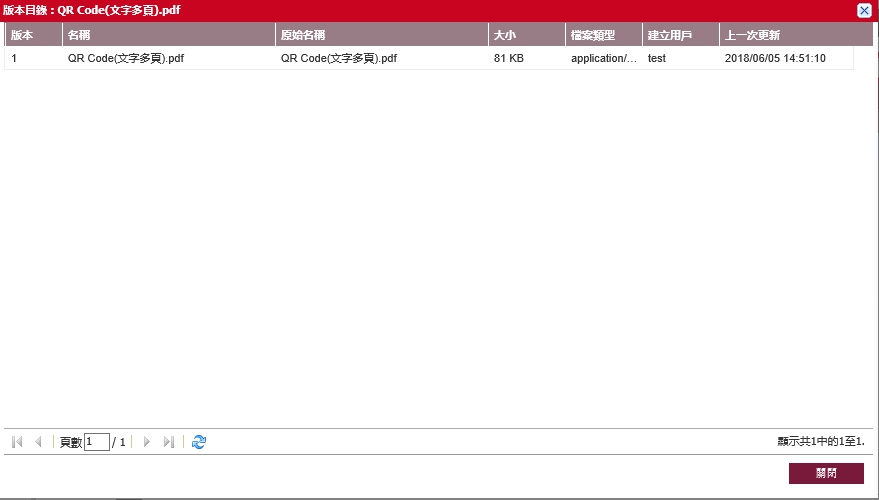 版本目錄：QR Code(文字多頁).pdf
版本 名稱 原始名稱 大小 檔案類型 建立用戶 上一次更新
1 QR Code(文字多頁).pdf QR Code(文字多頁).pdf 81 KB application/... test 2018/06/05 14:51:10
頁數 1 / 1 顯示共1中的1至1.
關閉